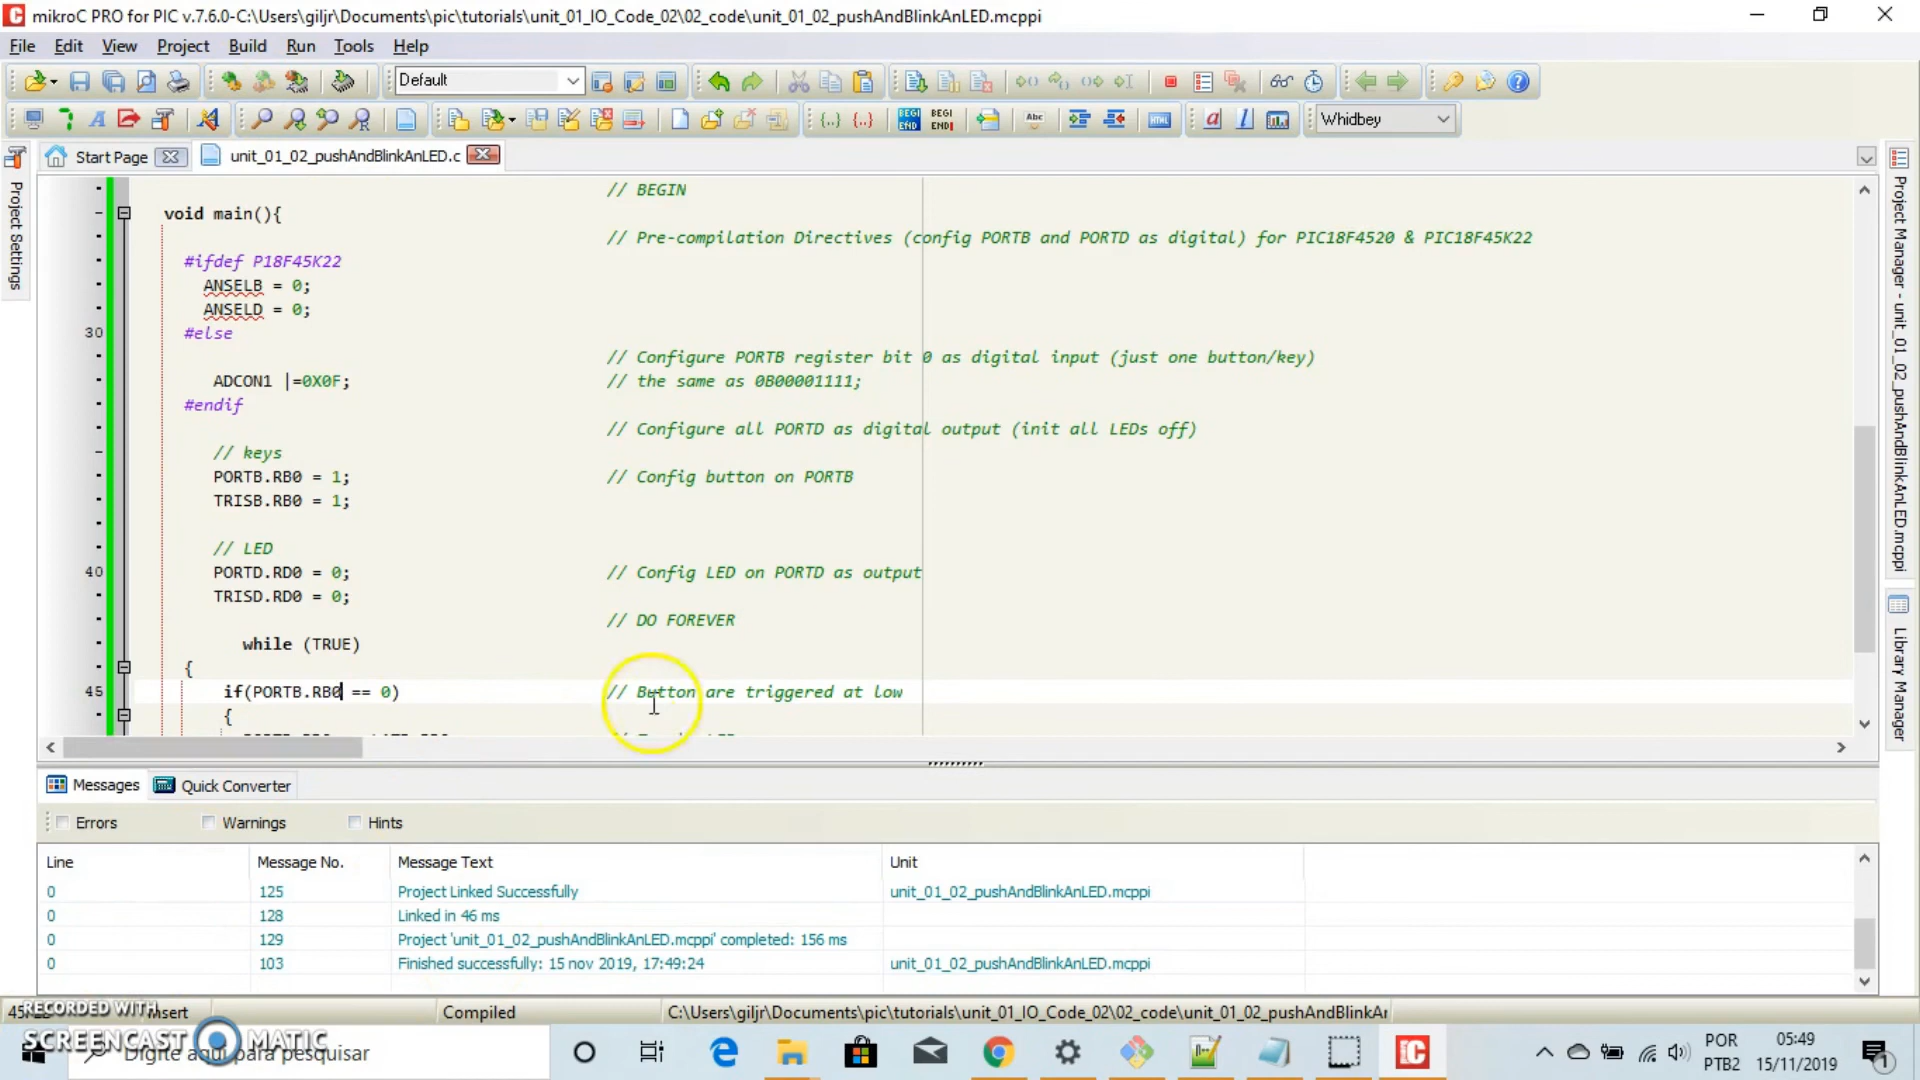 mikroC PRO for PIC v.7.6.0-C:\Users\giljr\Documents\pic\tutorials\unit_01_IO_Code_02\02_code\unit_01_02_pushAndBlinkAnLED.mcppi
File Edit View Project Build Run Tools Help
Default
Whidbey
Start Page unit_01_02_pushAndBlinkAnLED.c
Project Settings
// BEGIN
void main(){
// Pre-compilation Directives (config PORTB and PORTD as digital) for PIC18F4520 & PIC18F45K22
#ifdef P18F45K22
ANSELB = 0;
ANSELD = 0;
30 #else
// Configure PORTB register bit 0 as digital input (just one button/key)
ADCON1 |=0X0F; // the same as 0B00001111;
#endif
// Configure all PORTD as digital output (init all LEDs off)
// keys
PORTB.RB0 = 1; // Config button on PORTB
TRISB.RB0 = 1;
// LED
40 PORTD.RD0 = 0; // Config LED on PORTD as output
TRISD.RD0 = 0;
// DO FOREVER
while (TRUE)
{
45 if(PORTB.RB0 == 0) // Button are triggered at low
{
Project Manager - unit_01_02_pushAndBlinkAnLED.mcppi
Library Manager
Messages Quick Converter
Errors Warnings Hints
Line Message No. Message Text Unit
0 125 Project Linked Successfully unit_01_02_pushAndBlinkAnLED.mcppi
0 128 Linked in 46 ms
0 129 Project 'unit_01_02_pushAndBlinkAnLED.mcppi' completed: 156 ms
0 103 Finished successfully: 15 nov 2019, 17:49:24 unit_01_02_pushAndBlinkAnLED.mcppi
Insert Compiled C:\Users\giljr\Documents\pic\tutorials\unit_01_IO_Code_02\02_code\unit_01_02_pushAndBlinkAr
RECORDED WITH
SCREENCAST MATIC
Digite aqui para pesquisar
POR
PTB2
05:49
15/11/2019
1